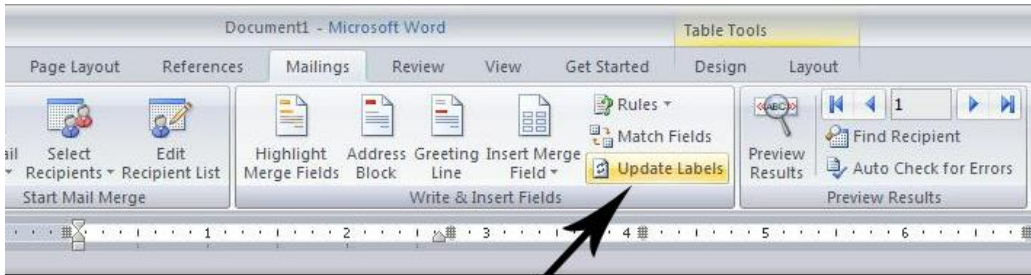 Document1 - Microsoft Word
Table Tools
Page Layout References Mailings Review View Get Started Design Layout
Select Recipients
Edit Recipient List
Start Mail Merge
Highlight Merge Fields
Address Block
Greeting Line
Insert Merge Field
Rules
Match Fields
Update Labels
Write & Insert Fields
ABC
Preview Results
1
Find Recipient
Auto Check for Errors
Preview Results
1 2 3 4 5 6